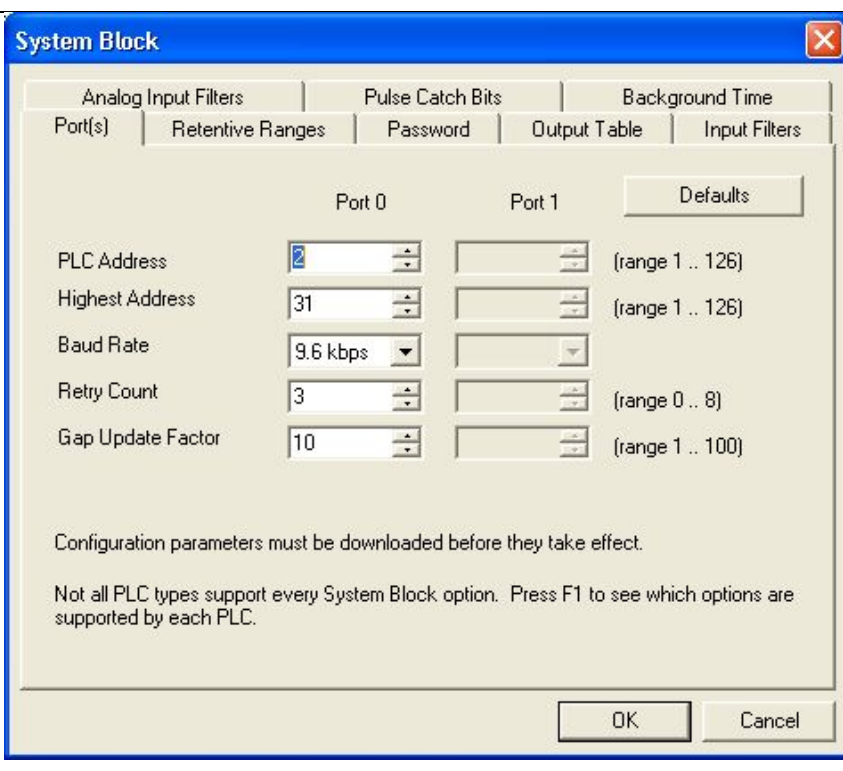 System Block
Analog Input Filters Pulse Catch Bits Background Time
Port(s) Retentive Ranges Password Output Table Input Filters
Port 0 Port 1 Defaults
PLC Address 2 (range 1 .. 126)
Highest Address 31 (range 1 .. 126)
Baud Rate 9.6 kbps
Retry Count 3 (range 0 .. 8)
Gap Update Factor 10 (range 1 .. 100)
Configuration parameters must be downloaded before they take effect.
Not all PLC types support every System Block option. Press F1 to see which options are
supported by each PLC.
OK Cancel